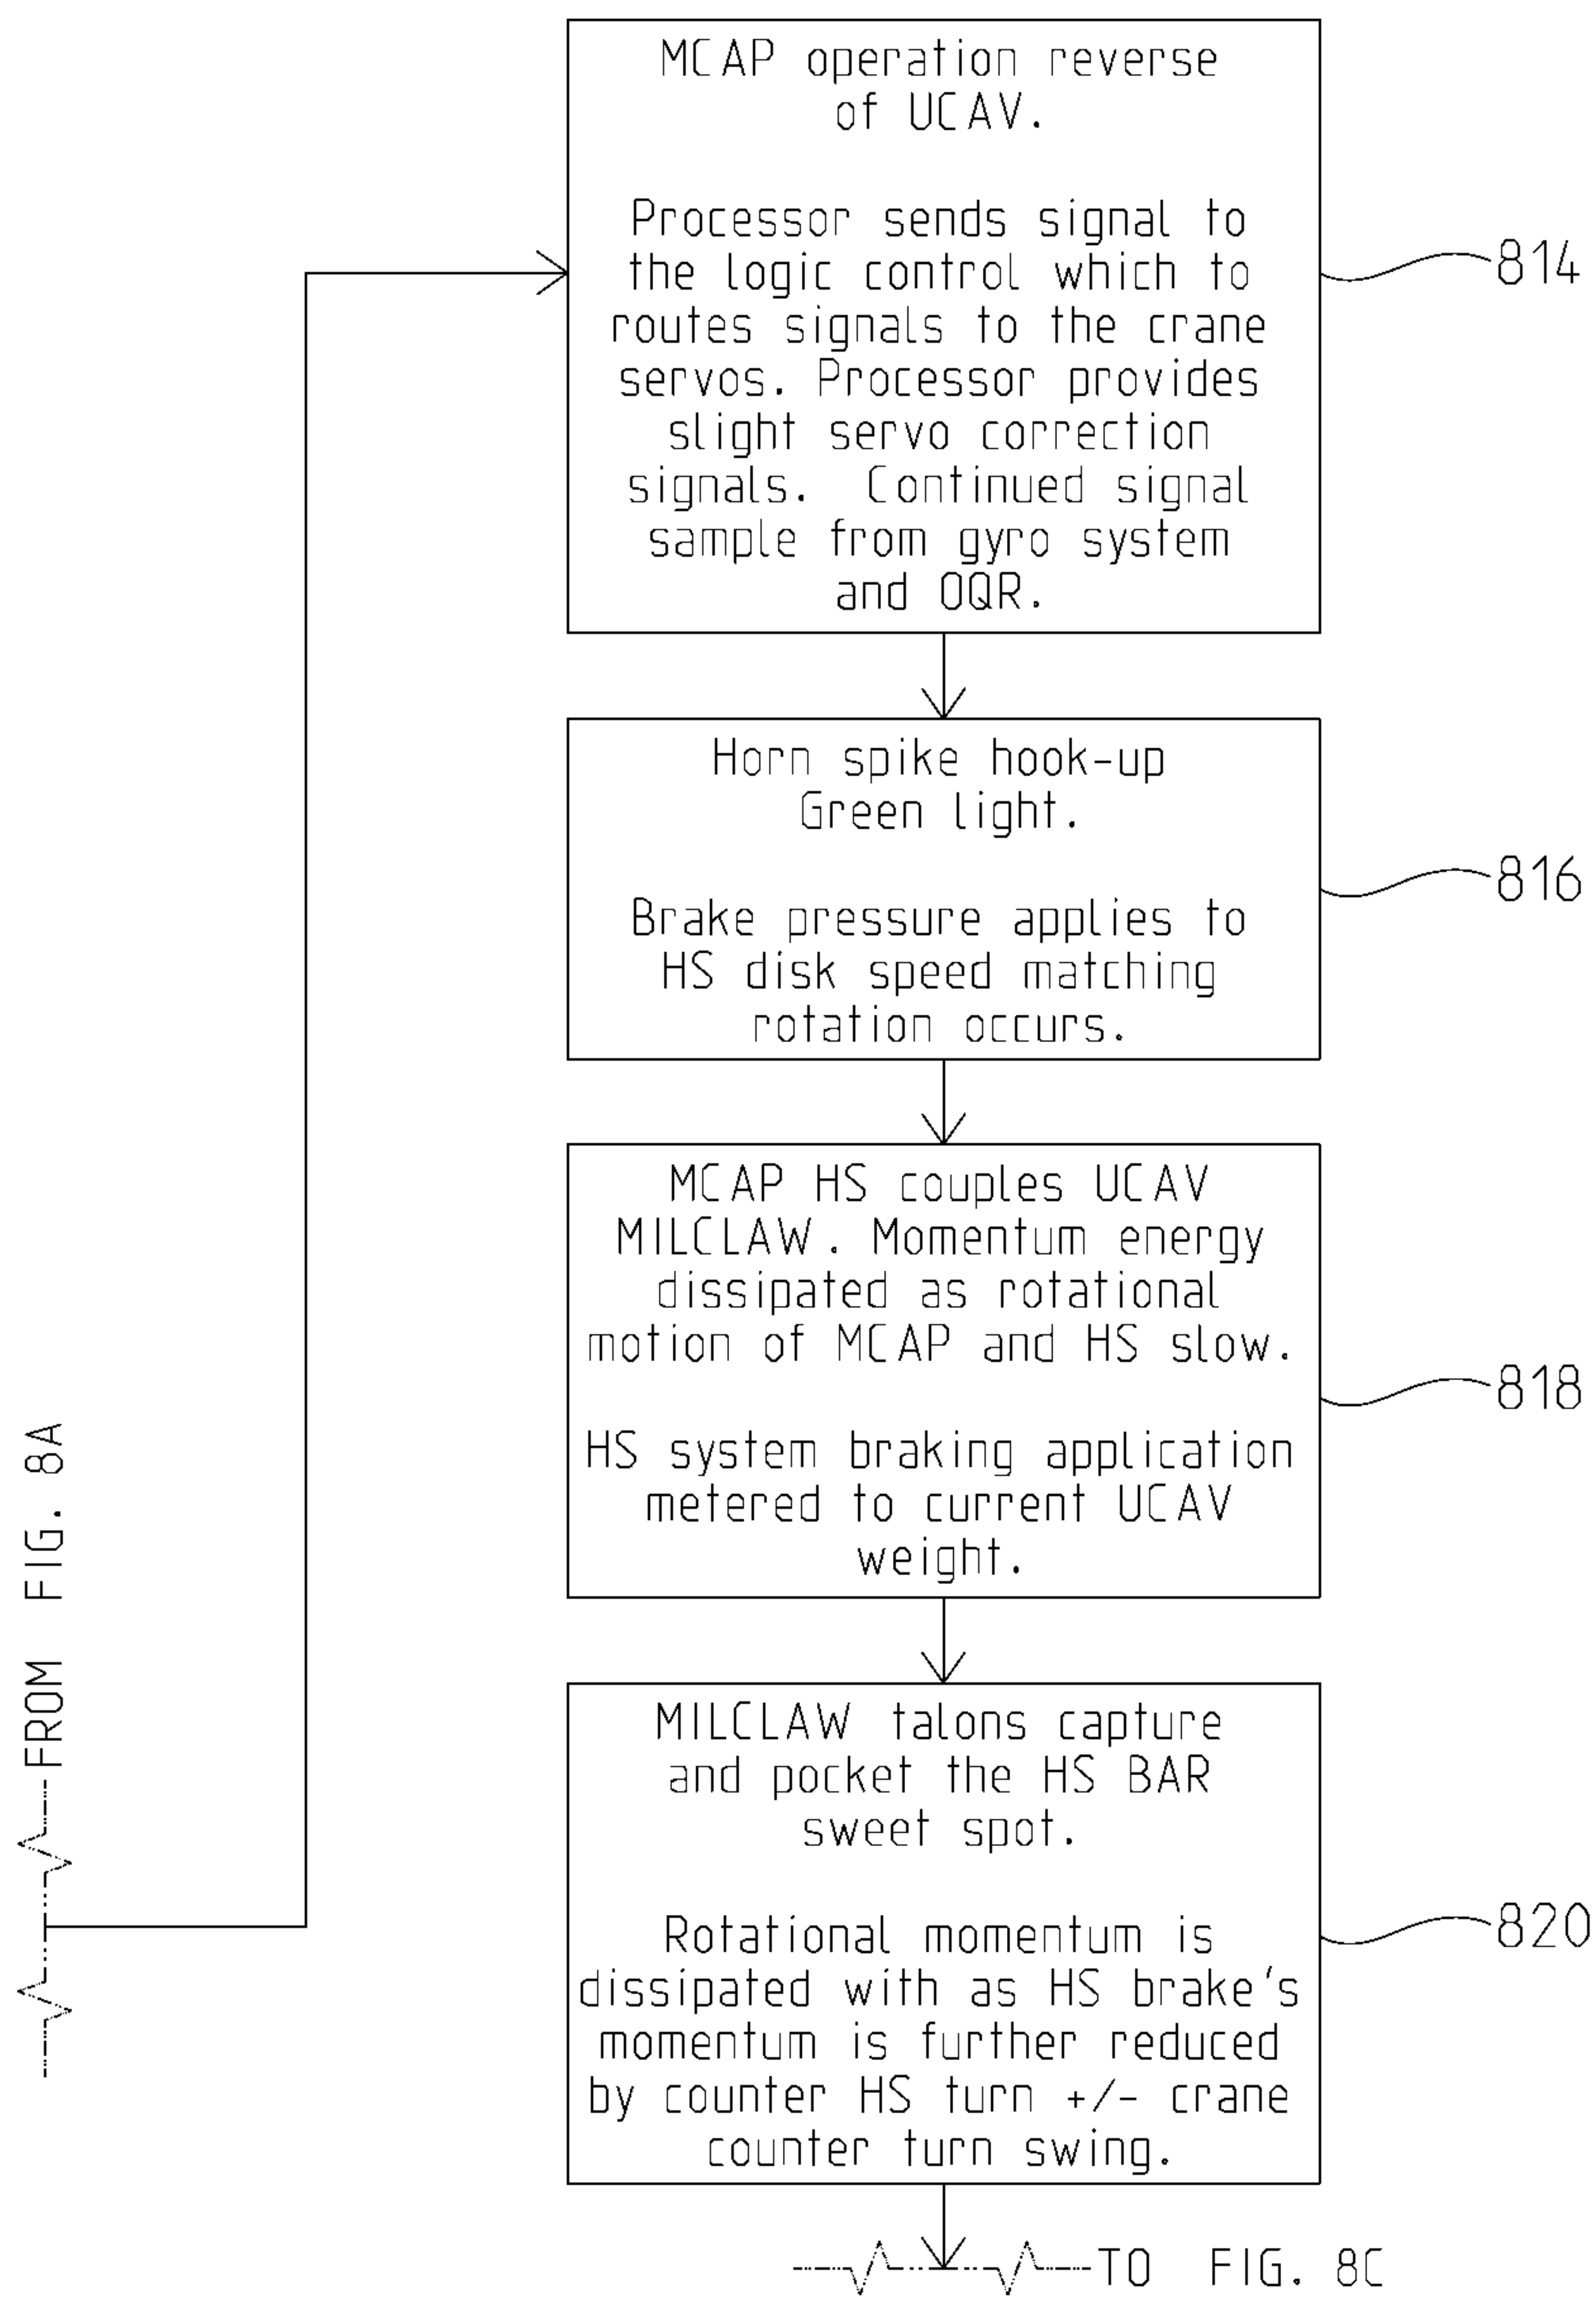 MCAP operation reverse
of UCAV.
Processor sends signal to
the logic control which to
routes signals to the crane
servos. Processor provides
slight servo correction
signals. Continued signal
sample from gyro system
and OQR.
814
Horn spike hook-up
Green light.
Brake pressure applies to
HS disk speed matching
rotation occurs.
816
MCAP HS couples UCAV
MILCLAW. Momentum energy
dissipated as rotational
motion of MCAP and HS slow.
HS system braking application
metered to current UCAV
weight.
818
FROM FIG. 8A
MILCLAW talons capture
and pocket the HS BAR
sweet spot.
Rotational momentum is
dissipated with as HS brake's
momentum is further reduced
by counter HS turn +/- crane
counter turn swing.
820
TO FIG. 8C